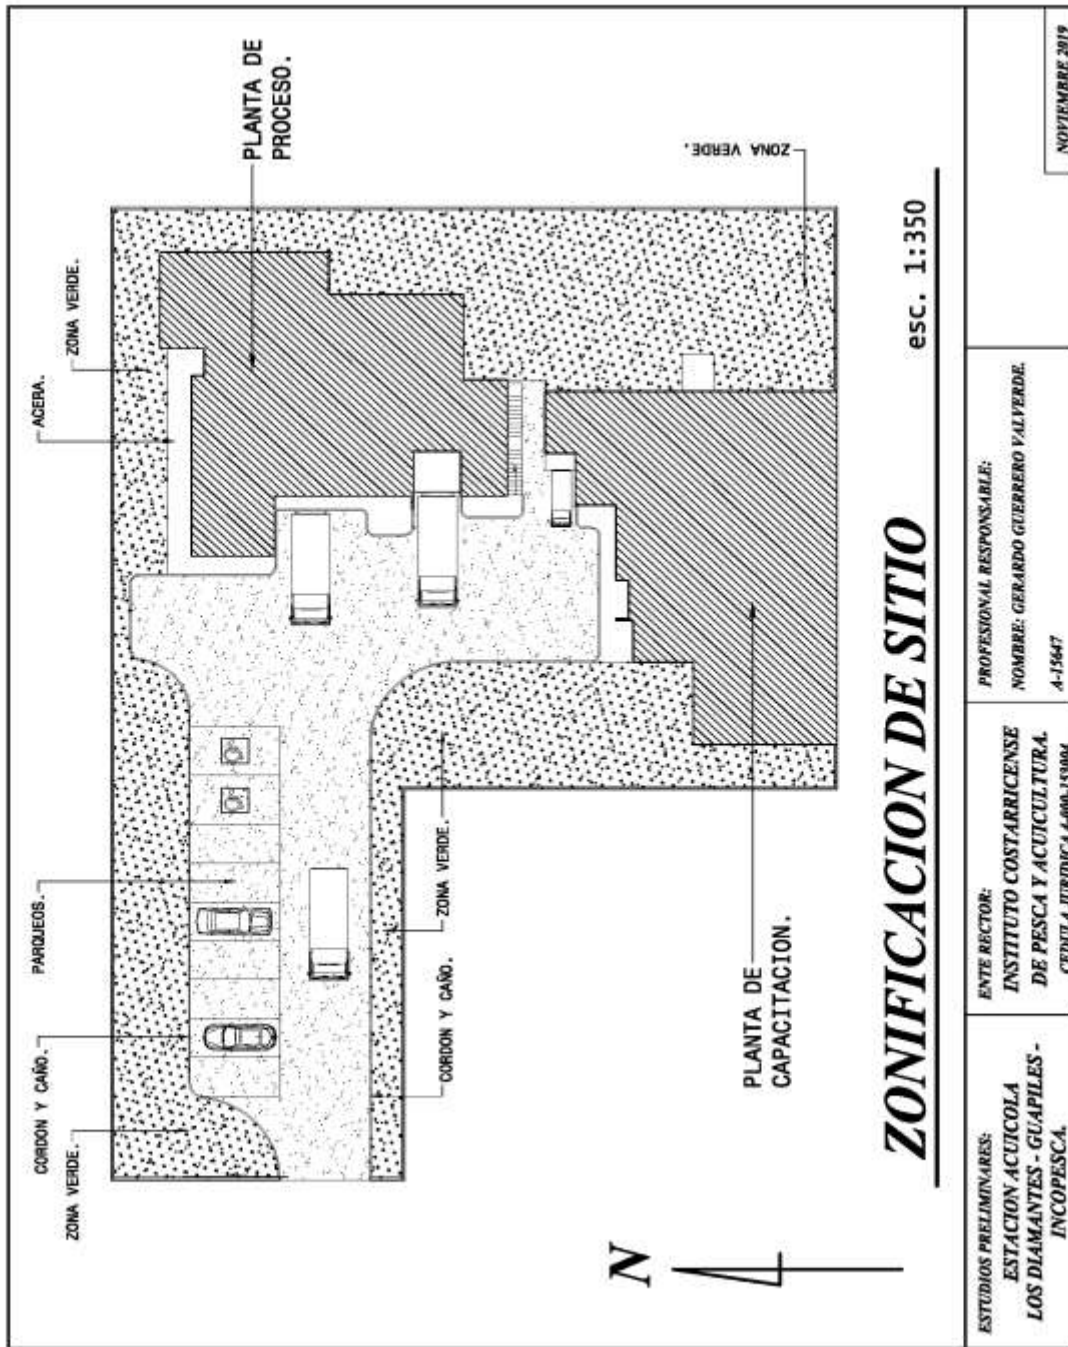 CORDON Y CAÑO.
ZONA VERDE.
PARQUEOS.
ACERA.
ZONA VERDE.
PLANTA DE
PROCESO.
ZONA VERDE.
CORDON Y CAÑO.
ZONA VERDE.
PLANTA DE
CAPACITACION.
N
esc. 1:350
ZONIFICACION DE SITIO
ESTUDIOS PRELIMINARES:
ESTACION ACUICOLA
LOS DIAMANTES - GUAPILES -
INCOPESCA.
ENTE RECTOR:
INSTITUTO COSTARRICENSE
DE PESCA Y ACUICULTURA.
CEDULA JURIDICA
PROFESIONAL RESPONSABLE:
NOMBRE: GERARDO GUERRERO VALVERDE.
A-15647
NOVIEMBRE 2019